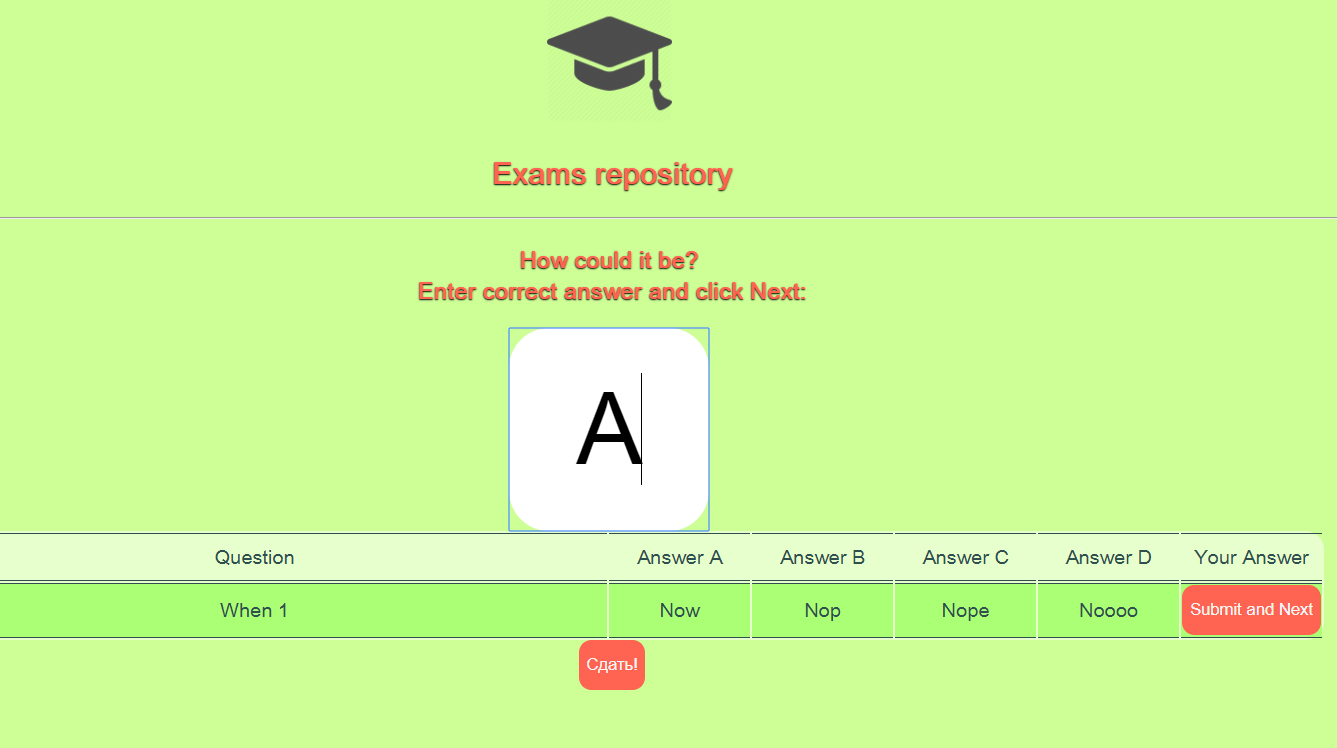 Exams repository
How could it be?
Enter correct answer and click Next:
A
Question Answer A Answer B Answer C Answer D Your Answer
When 1 Now Nop Nope Noooo Submit and Next
Сдать!